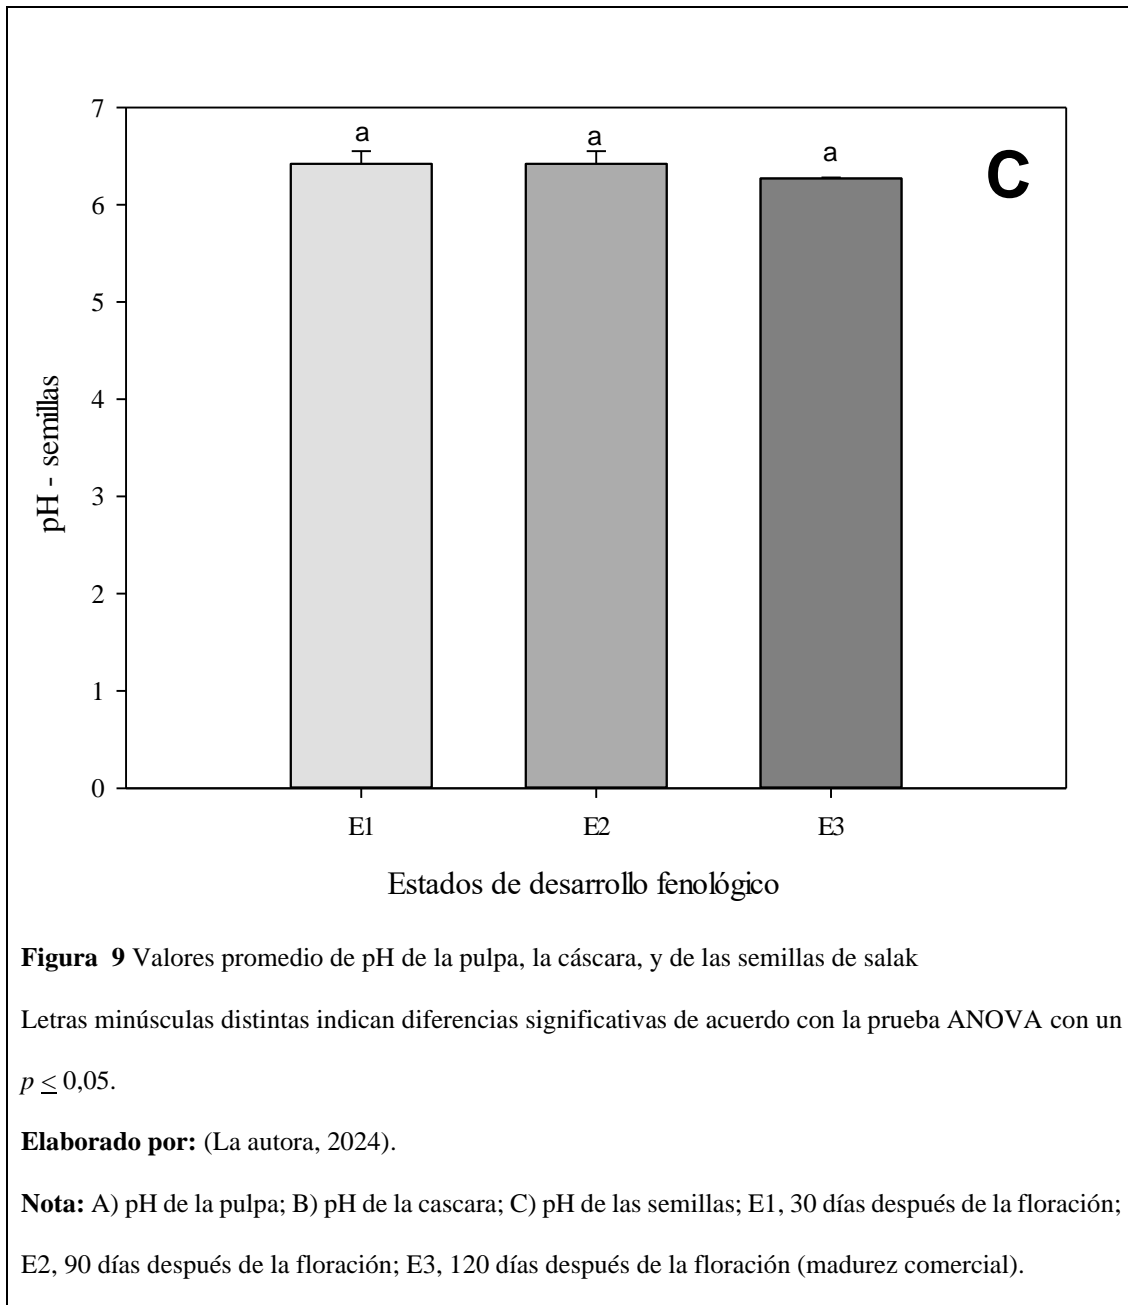 7
a
a
a
C
6
5
4
3
2
1
0
pH - semillas
E1
E2
E3
Estados de desarrollo fenológico
Figura 9 Valores promedio de pH de la pulpa, la cáscara, y de las semillas de salak
Letras minúsculas distintas indican diferencias significativas de acuerdo con la prueba ANOVA con un
p ≤ 0,05.
Elaborado por: (La autora, 2024).
Nota: A) pH de la pulpa; B) pH de la cascara; C) pH de las semillas; E1, 30 días después de la floración;
E2, 90 días después de la floración; E3, 120 días después de la floración (madurez comercial).